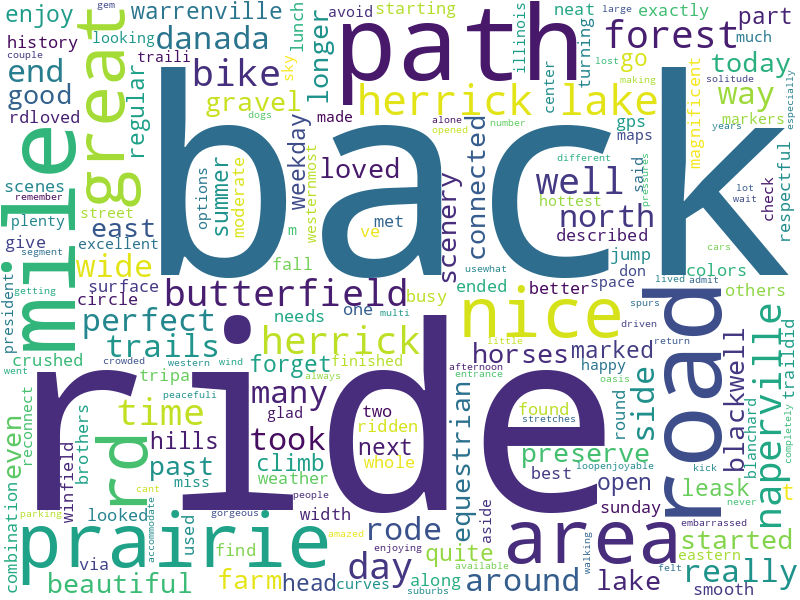 gem
enjoy
warrenville
avoid
starting
neat
exactly
large
history
looking
danada
lunch
path
forest
part
couple
traili
great
sky
illinois
turning
much
end
bike
longer
go
today
good
regular
gravel
herrick lake
way
especially
rdloved
center
gps
lost
making
solitude
made
alone
opened
dogs
number
maps
magnificent
markers
years
mile
back
scenes
remember
options
summer
moderate
weekday
westernmost
loved
scenery
connected
different
well
said
pressures
hottest
lot
wait
check
respectful
plenty
street
m
ve
met
north
described
give
east
excellent
segment
fall
jump
don
colors
cars
getting
surface
wide
circle
butterfield
busy
ended
better
space
usewhat
lived
admit
others
president
perfect
needs
one
multi
nice
spurs
driven
road
went
crushed
trails
herrick
crowded
western
wind
finished
little
horses
marked
return
naperville
traildid
reconnect
tripa
forget
always
afternoon
entrance
happy
oasis
blackwell
blanchard
completely
ride
peacefuli
many
glad
two
ridden
found
stretches
round
side
even
brothers
rd
time
hills
took
next
equestrian
preserve
kick
never
combination
winfield
past
climb
whole
best
loopenjoyable
leask
t
miss
weather
people
open
cant
width
sunday
embarrassed
parking
looked
gorgeous
aside
prairie
accommodate
used
amazed
rode
area
started
via
find
enjoying
day
quite
available
eastern
felt
beautiful
farm
head
curves
along
suburbs
around
walking
lake
really
smooth